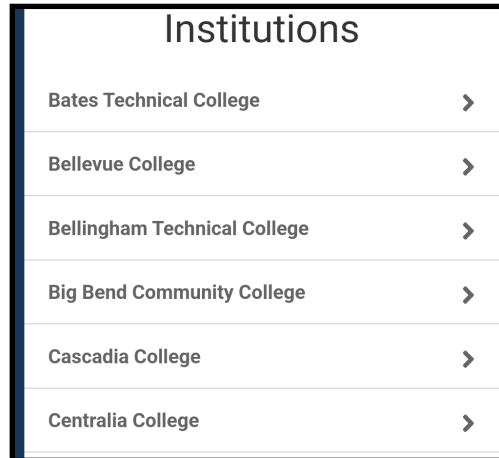 Institutions
Bates Technical College
Bellevue College
Bellingham Technical College
Big Bend Community College
Cascadia College
Centralia College